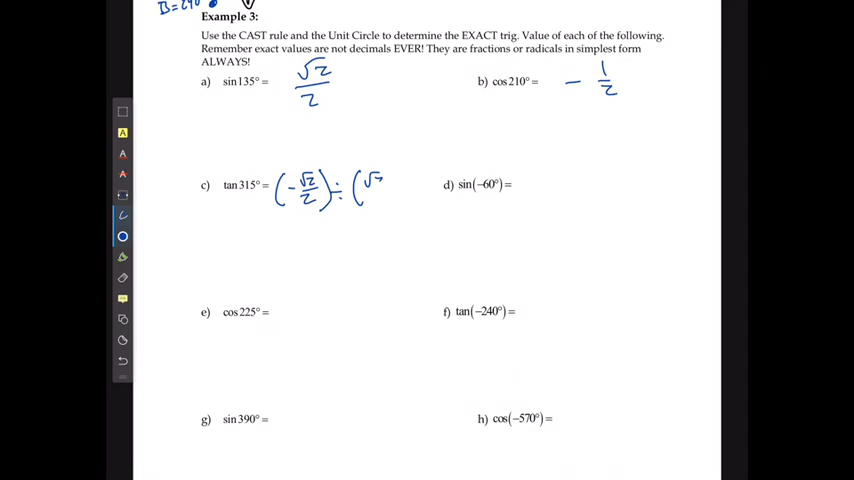 B=290°
Example 3:
Use the CAST rule and the Unit Circle to determine the EXACT trig. Value of each of the following.
Remember exact values are not decimals EVER! They are fractions or radicals in simplest form
ALWAYS!
a) sin135° = √2/2
b) cos210° = - 1/2
c) tan315° = (-√2/2) ÷ (√
d) sin(−60°) =
e) cos225° =
f) tan(−240°) =
g) sin390° =
h) cos(−570°) =